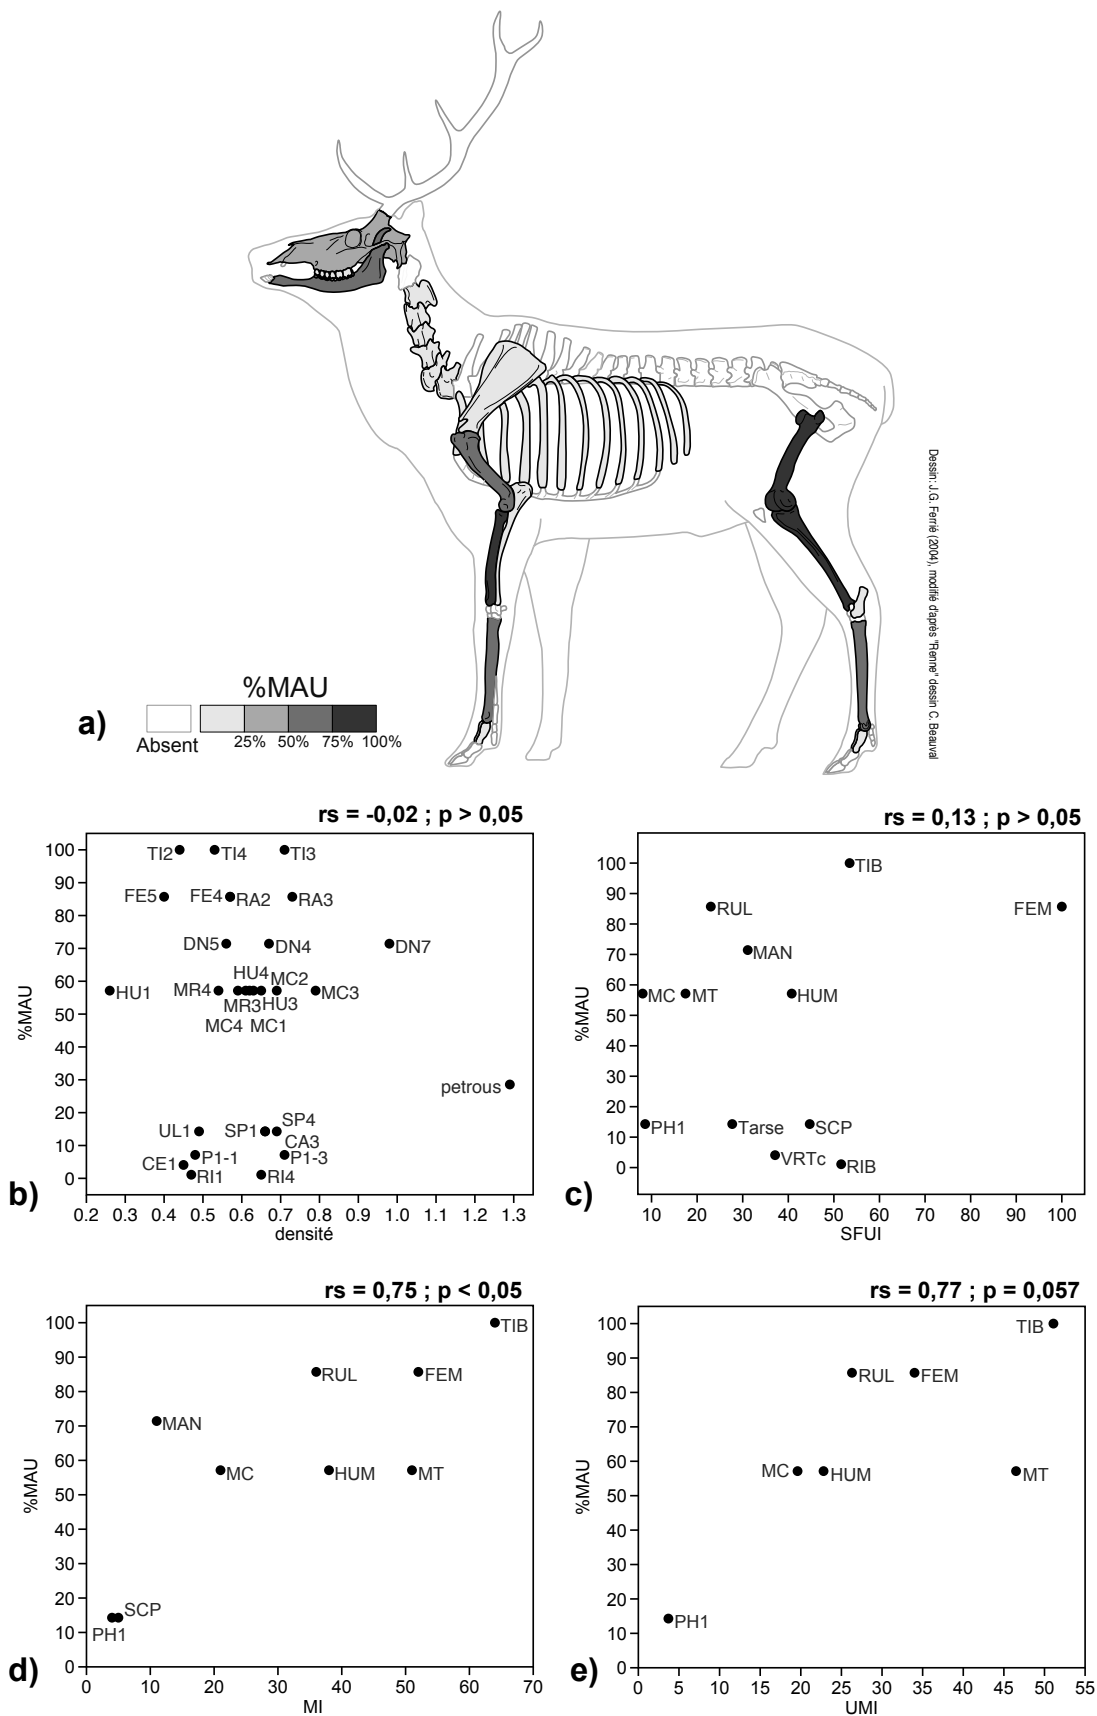 Dessin: J.G. Ferrié (2004), modifié d'après "Renne" dessin C. Beauval
%MAU
a)
Absent
25% 50% 75% 100%
rs = -0,02 ; p > 0,05
100
90
80
70
60
50
40
30
20
10
0
%MAU
TI2 TI4 TI3
FE5 FE4 RA2 RA3
DN5 DN4 DN7
HU4 MC2
HU1 MR4 MC3
MR3 HU3
MC4 MC1
petrous
SP4
UL1 SP1
CA3
CE1 P1-1 P1-3
RI1 RI4
b)
0.2 0.3 0.4 0.5 0.6 0.7 0.8 0.9 1.0 1.1 1.2 1.3
densité
rs = 0,13 ; p > 0,05
100
90
80
70
60
50
40
30
20
10
0
%MAU
TIB
RUL FEM
MAN
MC MT HUM
PH1 Tarse SCP
VRTc RIB
c)
10 20 30 40 50 60 70 80 90 100
SFUI
rs = 0,75 ; p < 0,05
100
90
80
70
60
50
40
30
20
10
0
%MAU
TIB
RUL FEM
MAN
MC HUM MT
SCP
PH1
d)
0 10 20 30 40 50 60 70
MI
rs = 0,77 ; p = 0,057
100
90
80
70
60
50
40
30
20
10
0
%MAU
TIB
RUL FEM
MC HUM MT
PH1
e)
0 5 10 15 20 25 30 35 40 45 50 55
UMI